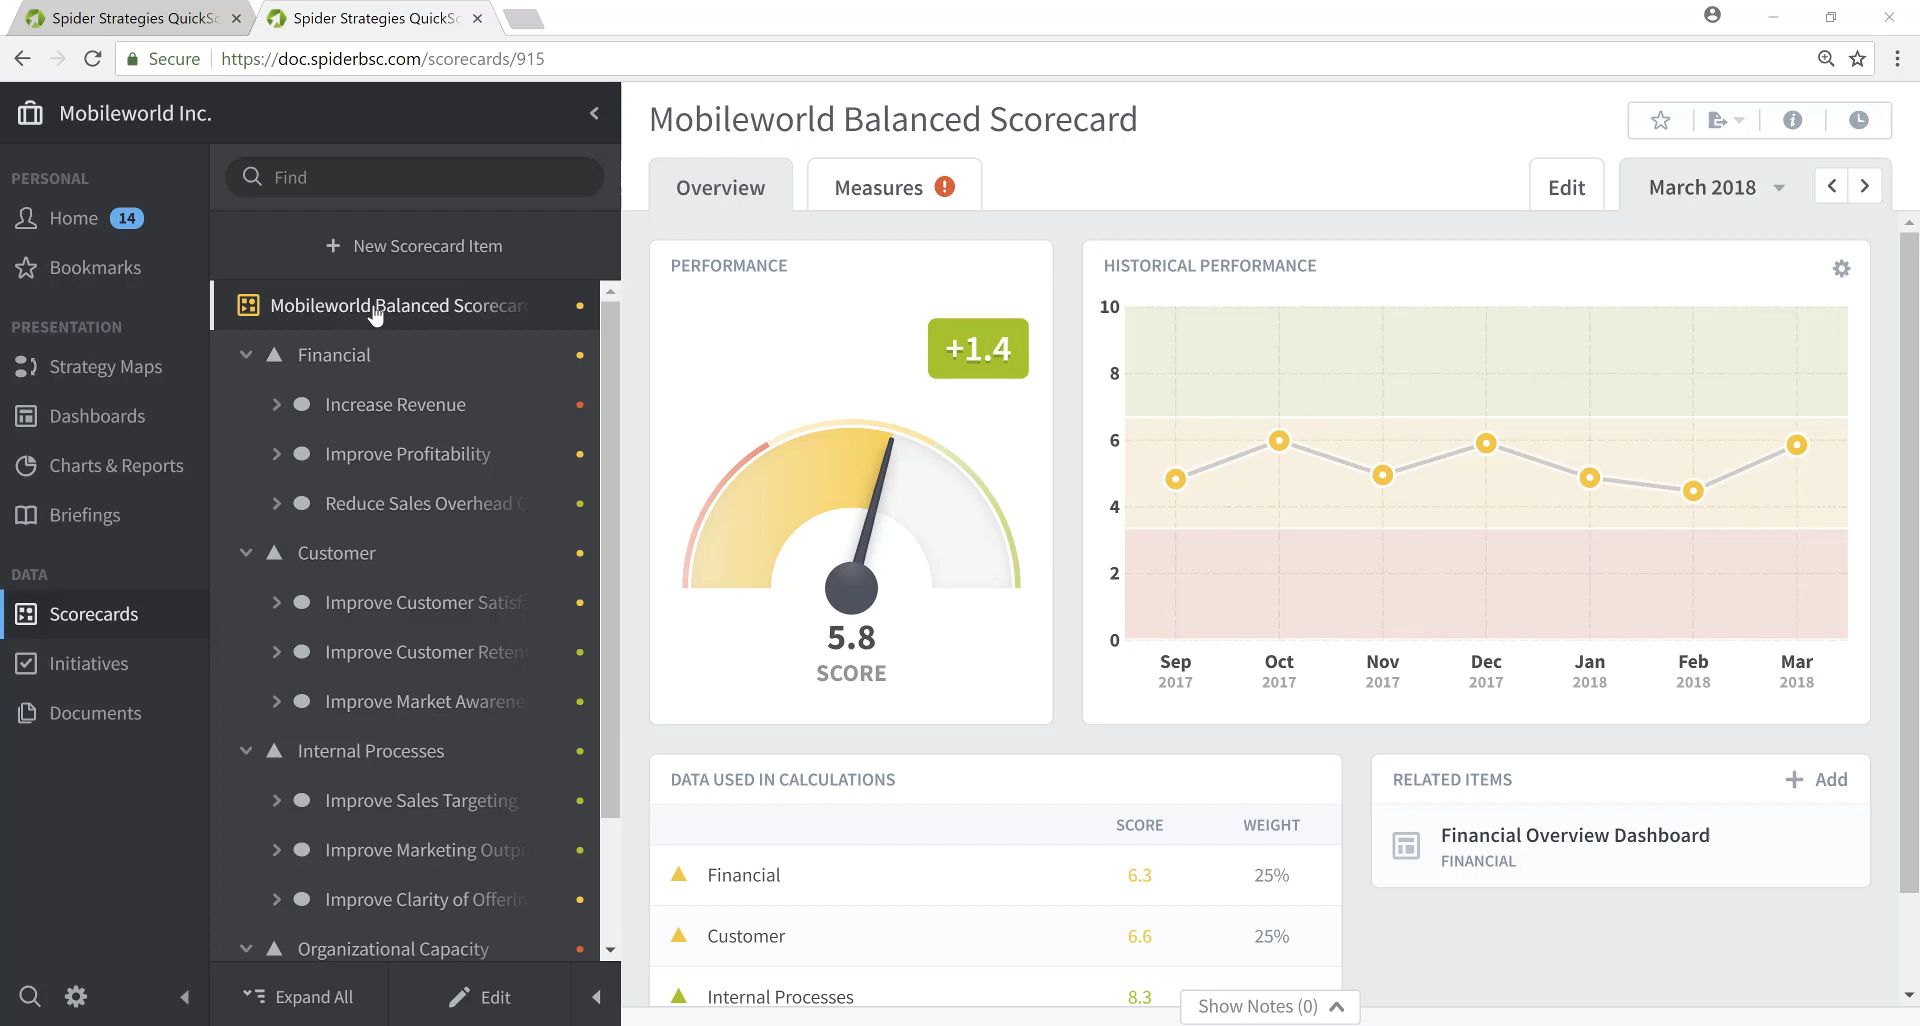 Spider Strategies QuickSc
Spider Strategies QuickSc
Secure
https://doc.spiderbsc.com/scorecards/915
Mobileworld Inc.
PERSONAL
Home 14
Bookmarks
PRESENTATION
Strategy Maps
Dashboards
Charts & Reports
Briefings
DATA
Scorecards
Initiatives
Documents
Find
+ New Scorecard Item
Mobileworld Balanced Scorecar
Financial
Increase Revenue
Improve Profitability
Reduce Sales Overhead C
Customer
Improve Customer Satisf
Improve Customer Reten
Improve Market Awarene
Internal Processes
Improve Sales Targeting
Improve Marketing Outp
Improve Clarity of Offerin
Organizational Capacity
Expand All
Edit
Mobileworld Balanced Scorecard
Overview
Measures !
Edit
March 2018
PERFORMANCE
+1.4
5.8
SCORE
HISTORICAL PERFORMANCE
10
8
6
4
2
0
Sep Oct Nov Dec Jan Feb Mar
2017 2017 2017 2017 2018 2018 2018
DATA USED IN CALCULATIONS
SCORE WEIGHT
Financial 6.3 25%
Customer 6.6 25%
Internal Processes 8.3
Show Notes (0)
RELATED ITEMS
+ Add
Financial Overview Dashboard
FINANCIAL